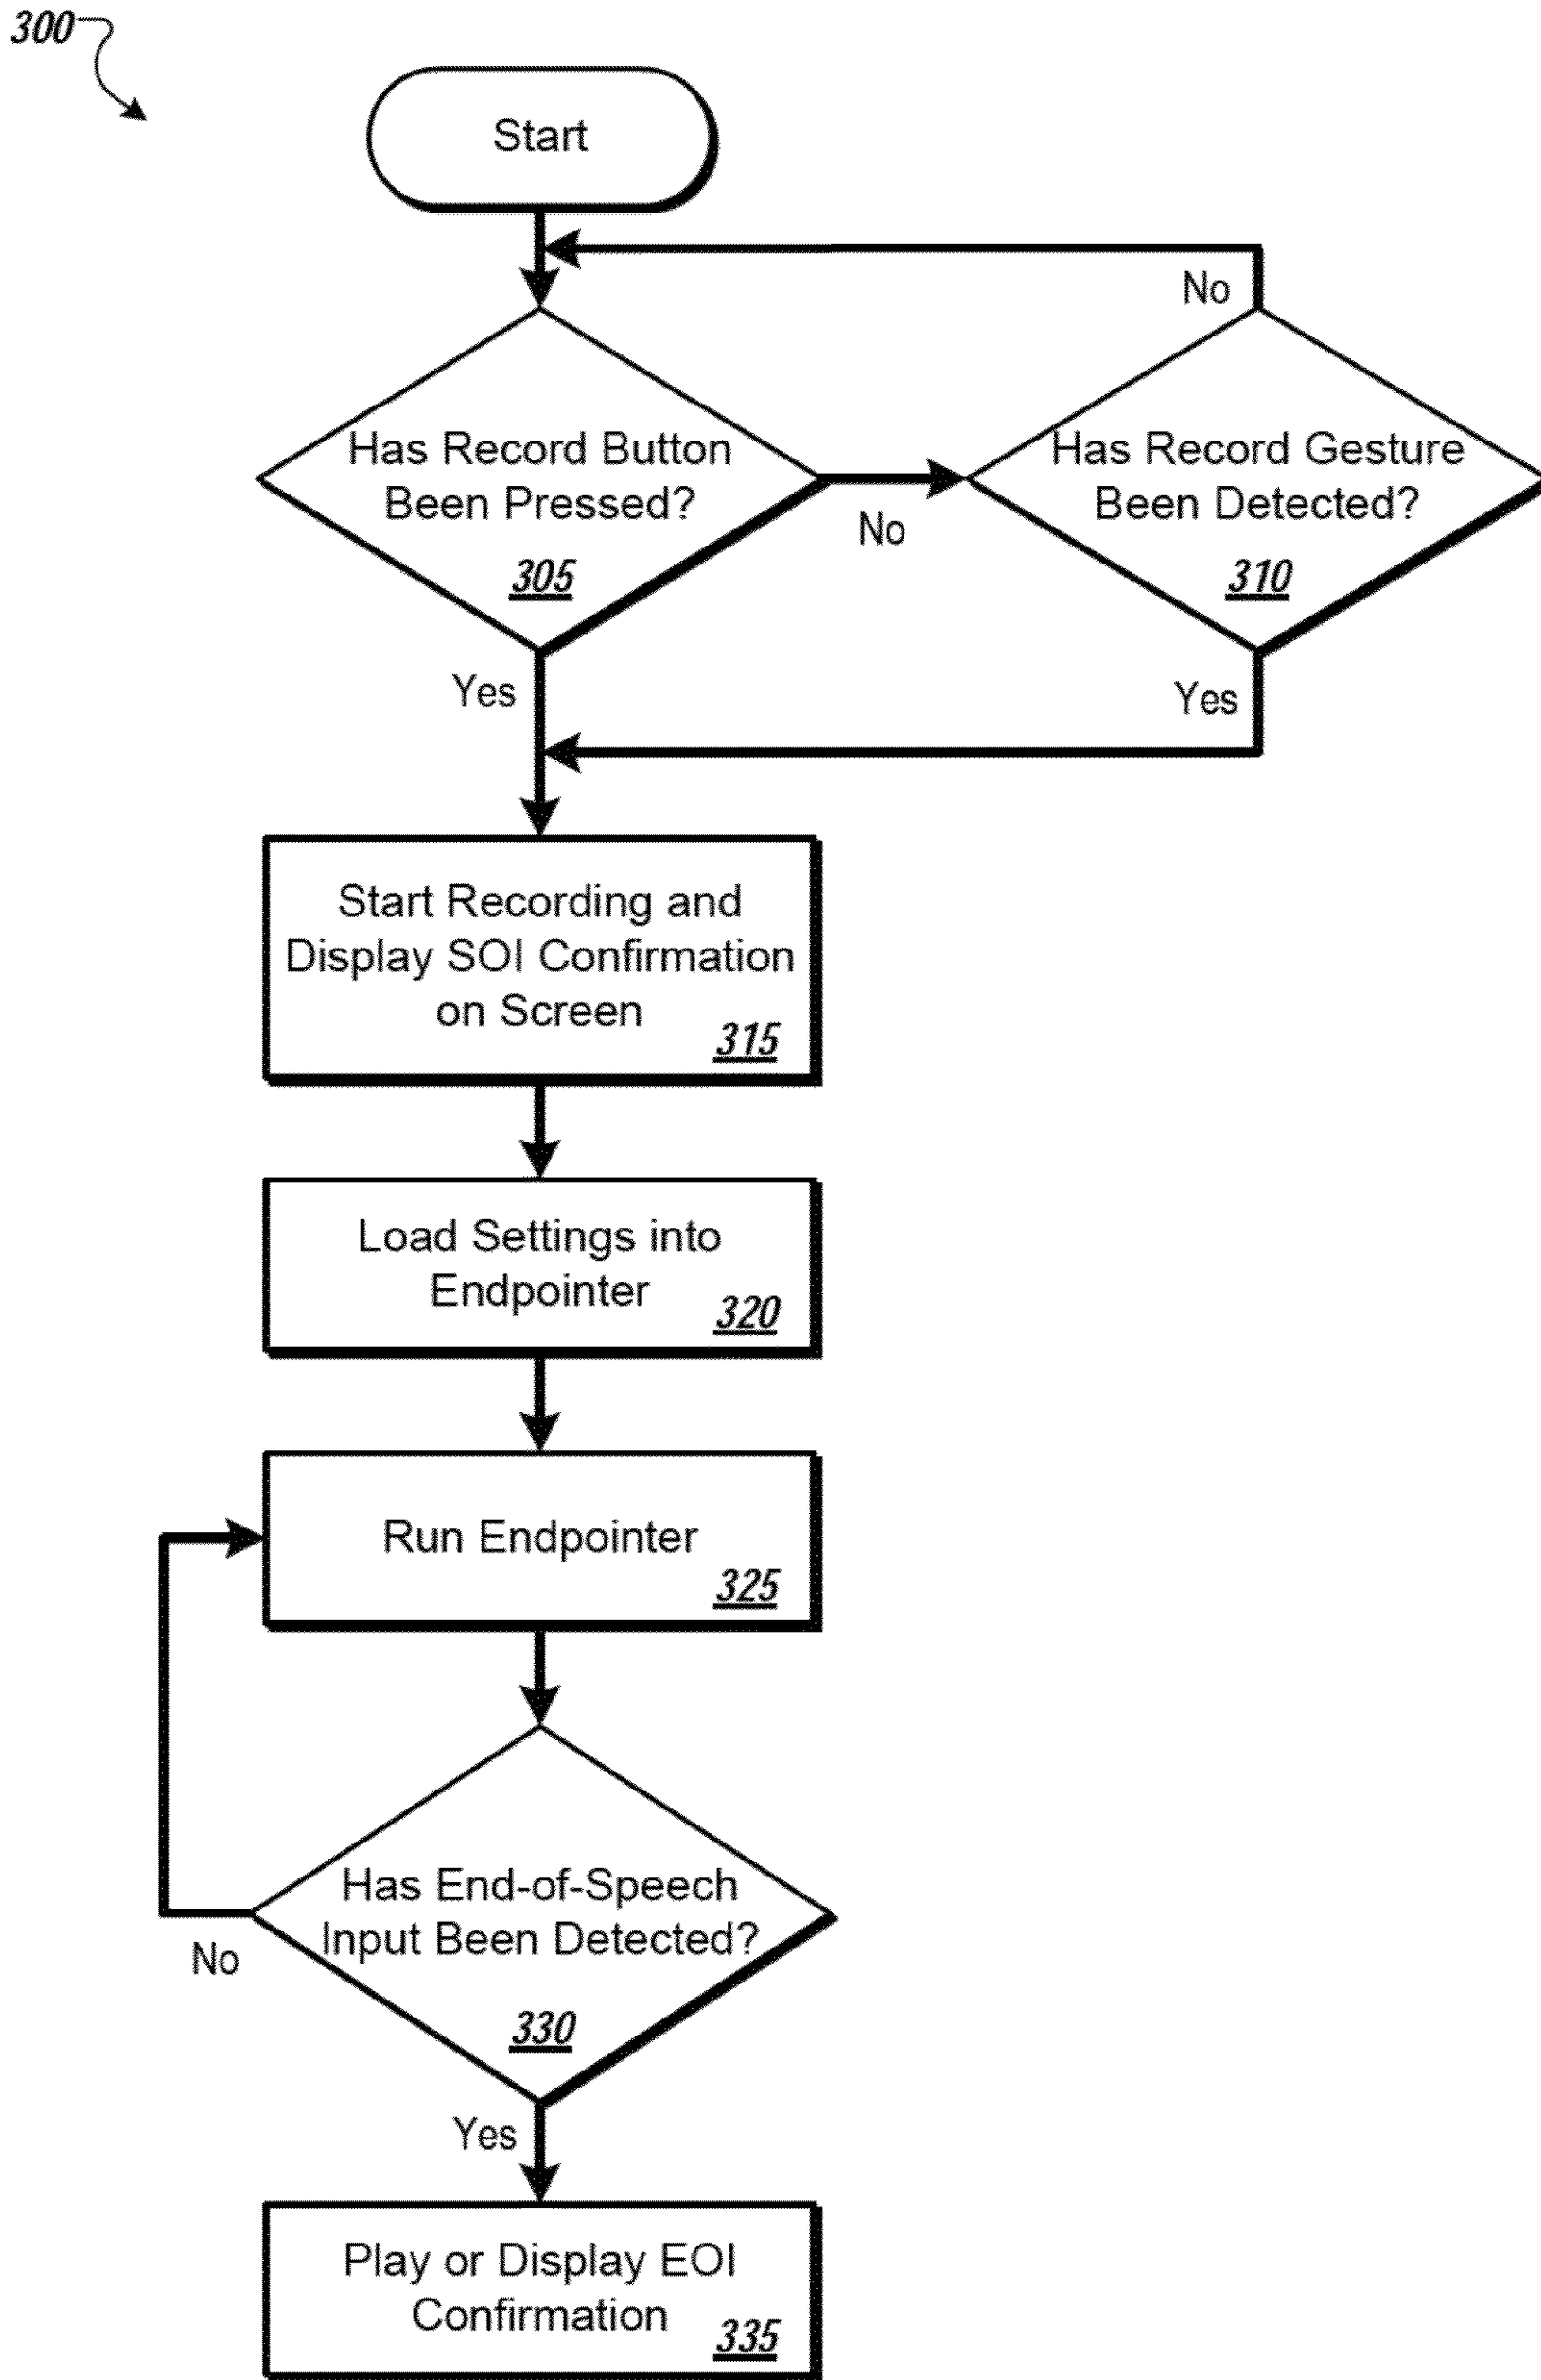 300
Start
No
Has Record Button
Been Pressed?
305
No
Has Record Gesture
Been Detected?
310
Yes
Yes
Start Recording and
Display SOI Confirmation
on Screen
315
Load Settings into
Endpointer
320
Run Endpointer
325
Has End-of-Speech
Input Been Detected?
330
No
Yes
Play or Display EOI
Confirmation
335